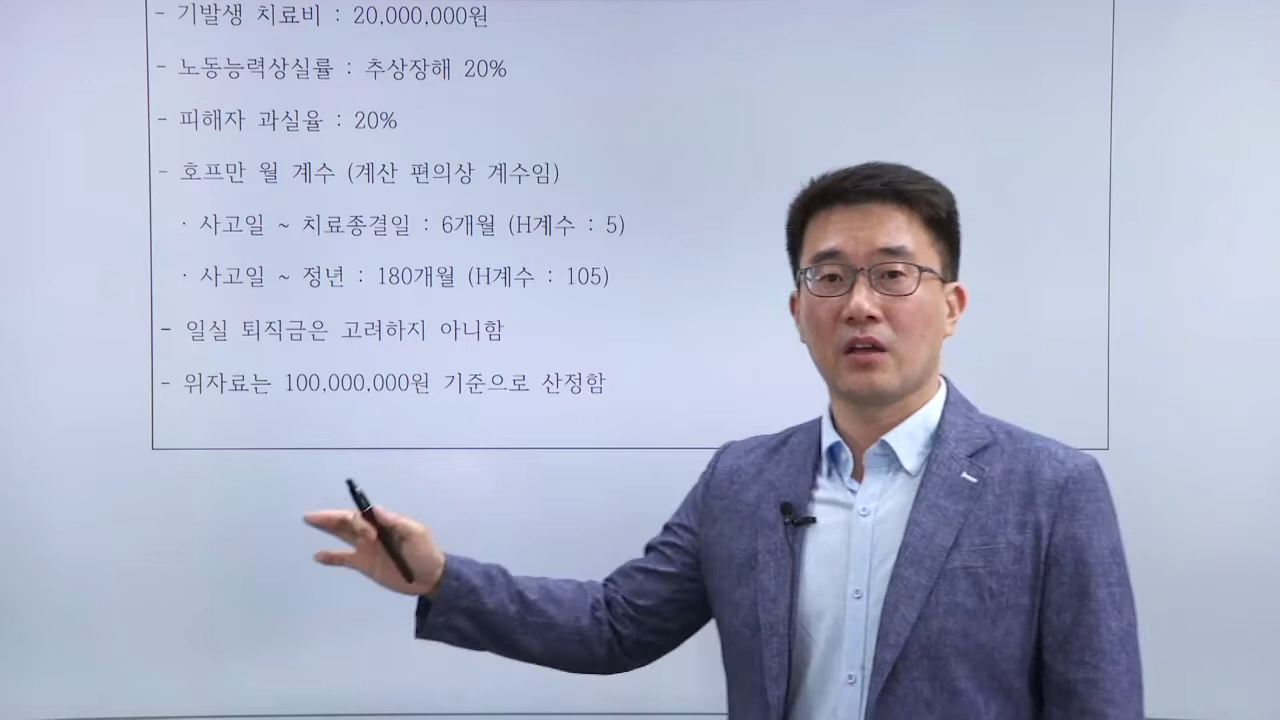 - 기발생 치료비 : 20,000,000원
- 노동능력상실률 : 추상장해 20%
- 피해자 과실율 : 20%
- 호프만 월 계수 (계산 편의상 계수임)
· 사고일 ~ 치료종결일 : 6개월 (H계수 : 5)
· 사고일 ~ 정년 : 180개월 (H계수 : 105)
- 일실 퇴직금은 고려하지 아니함
- 위자료는 100,000,000원 기준으로 산정함